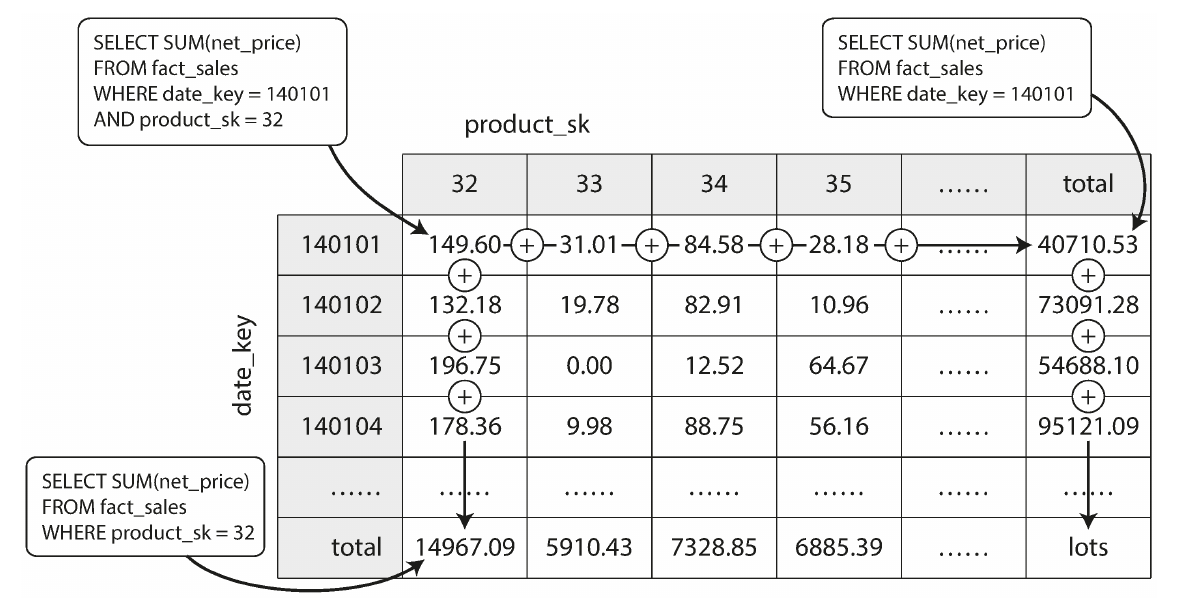 SELECT SUM(net_price)
FROM fact_sales
WHERE date_key = 140101
AND product_sk = 32
SELECT SUM(net_price)
FROM fact_sales
WHERE date_key = 140101
product_sk
32 33 34 35 ...... total
140101 149.60 + 31.01 + 84.58 + 28.18 + ...... 40710.53
+ +
140102 132.18 19.78 82.91 10.96 ...... 73091.28
+ +
140103 196.75 0.00 12.52 64.67 ...... 54688.10
+ +
140104 178.36 9.98 88.75 56.16 ...... 95121.09
...... ...... ...... ...... ...... ...... ......
total 14967.09 5910.43 7328.85 6885.39 ...... lots
date_key
SELECT SUM(net_price)
FROM fact_sales
WHERE product_sk = 32